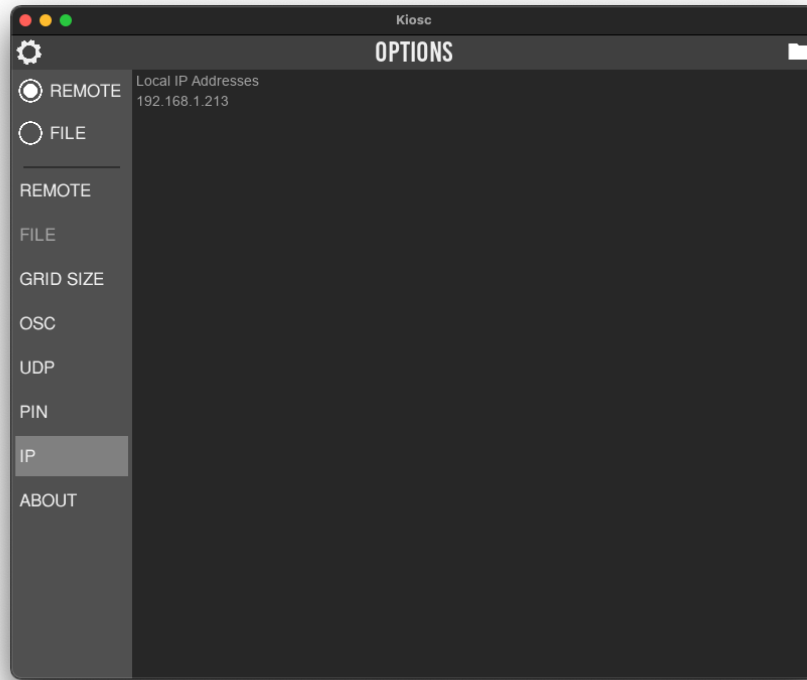 Kiosc
OPTIONS
REMOTE
FILE
REMOTE
FILE
GRID SIZE
OSC
UDP
PIN
IP
ABOUT
Local IP Addresses
192.168.1.213